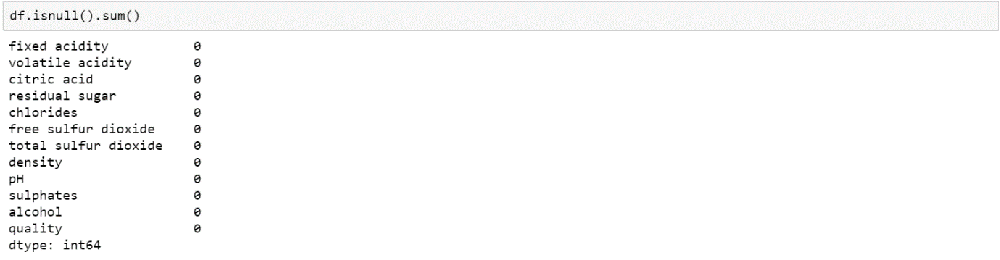 df.isnull().sum()
fixed acidity 0
volatile acidity 0
citric acid 0
residual sugar 0
chlorides 0
free sulfur dioxide 0
total sulfur dioxide 0
density 0
pH 0
sulphates 0
alcohol 0
quality 0
dtype: int64